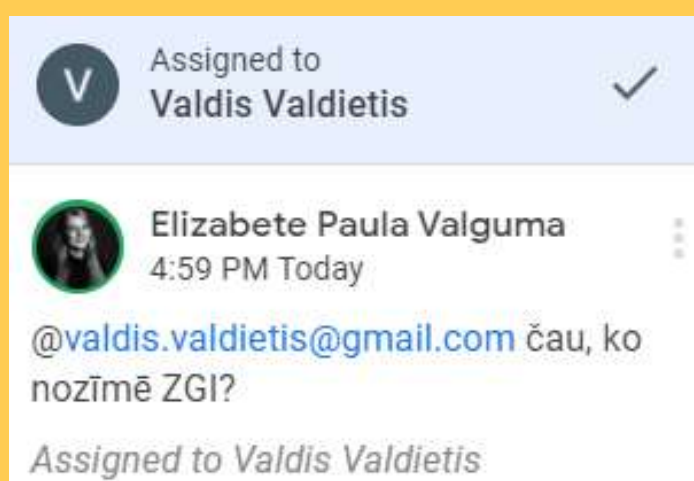 V
Assigned to
Valdis Valdietis
Elizabete Paula Valguma
4:59 PM Today
@valdis.valdietis@gmail.com čau, ko
nozīmē ZGI?
Assigned to Valdis Valdietis